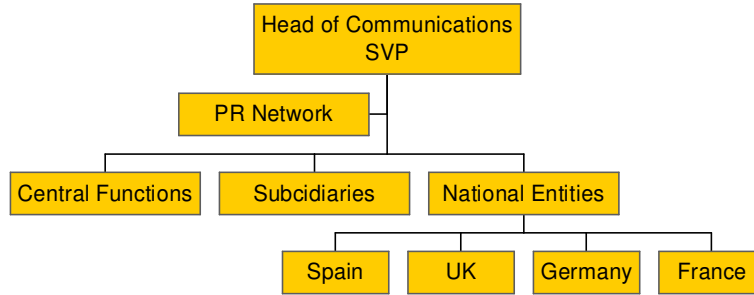 Head of Communications
SVP
PR Network
Central Functions
Subcidiaries
National Entities
Spain
UK
Germany
France